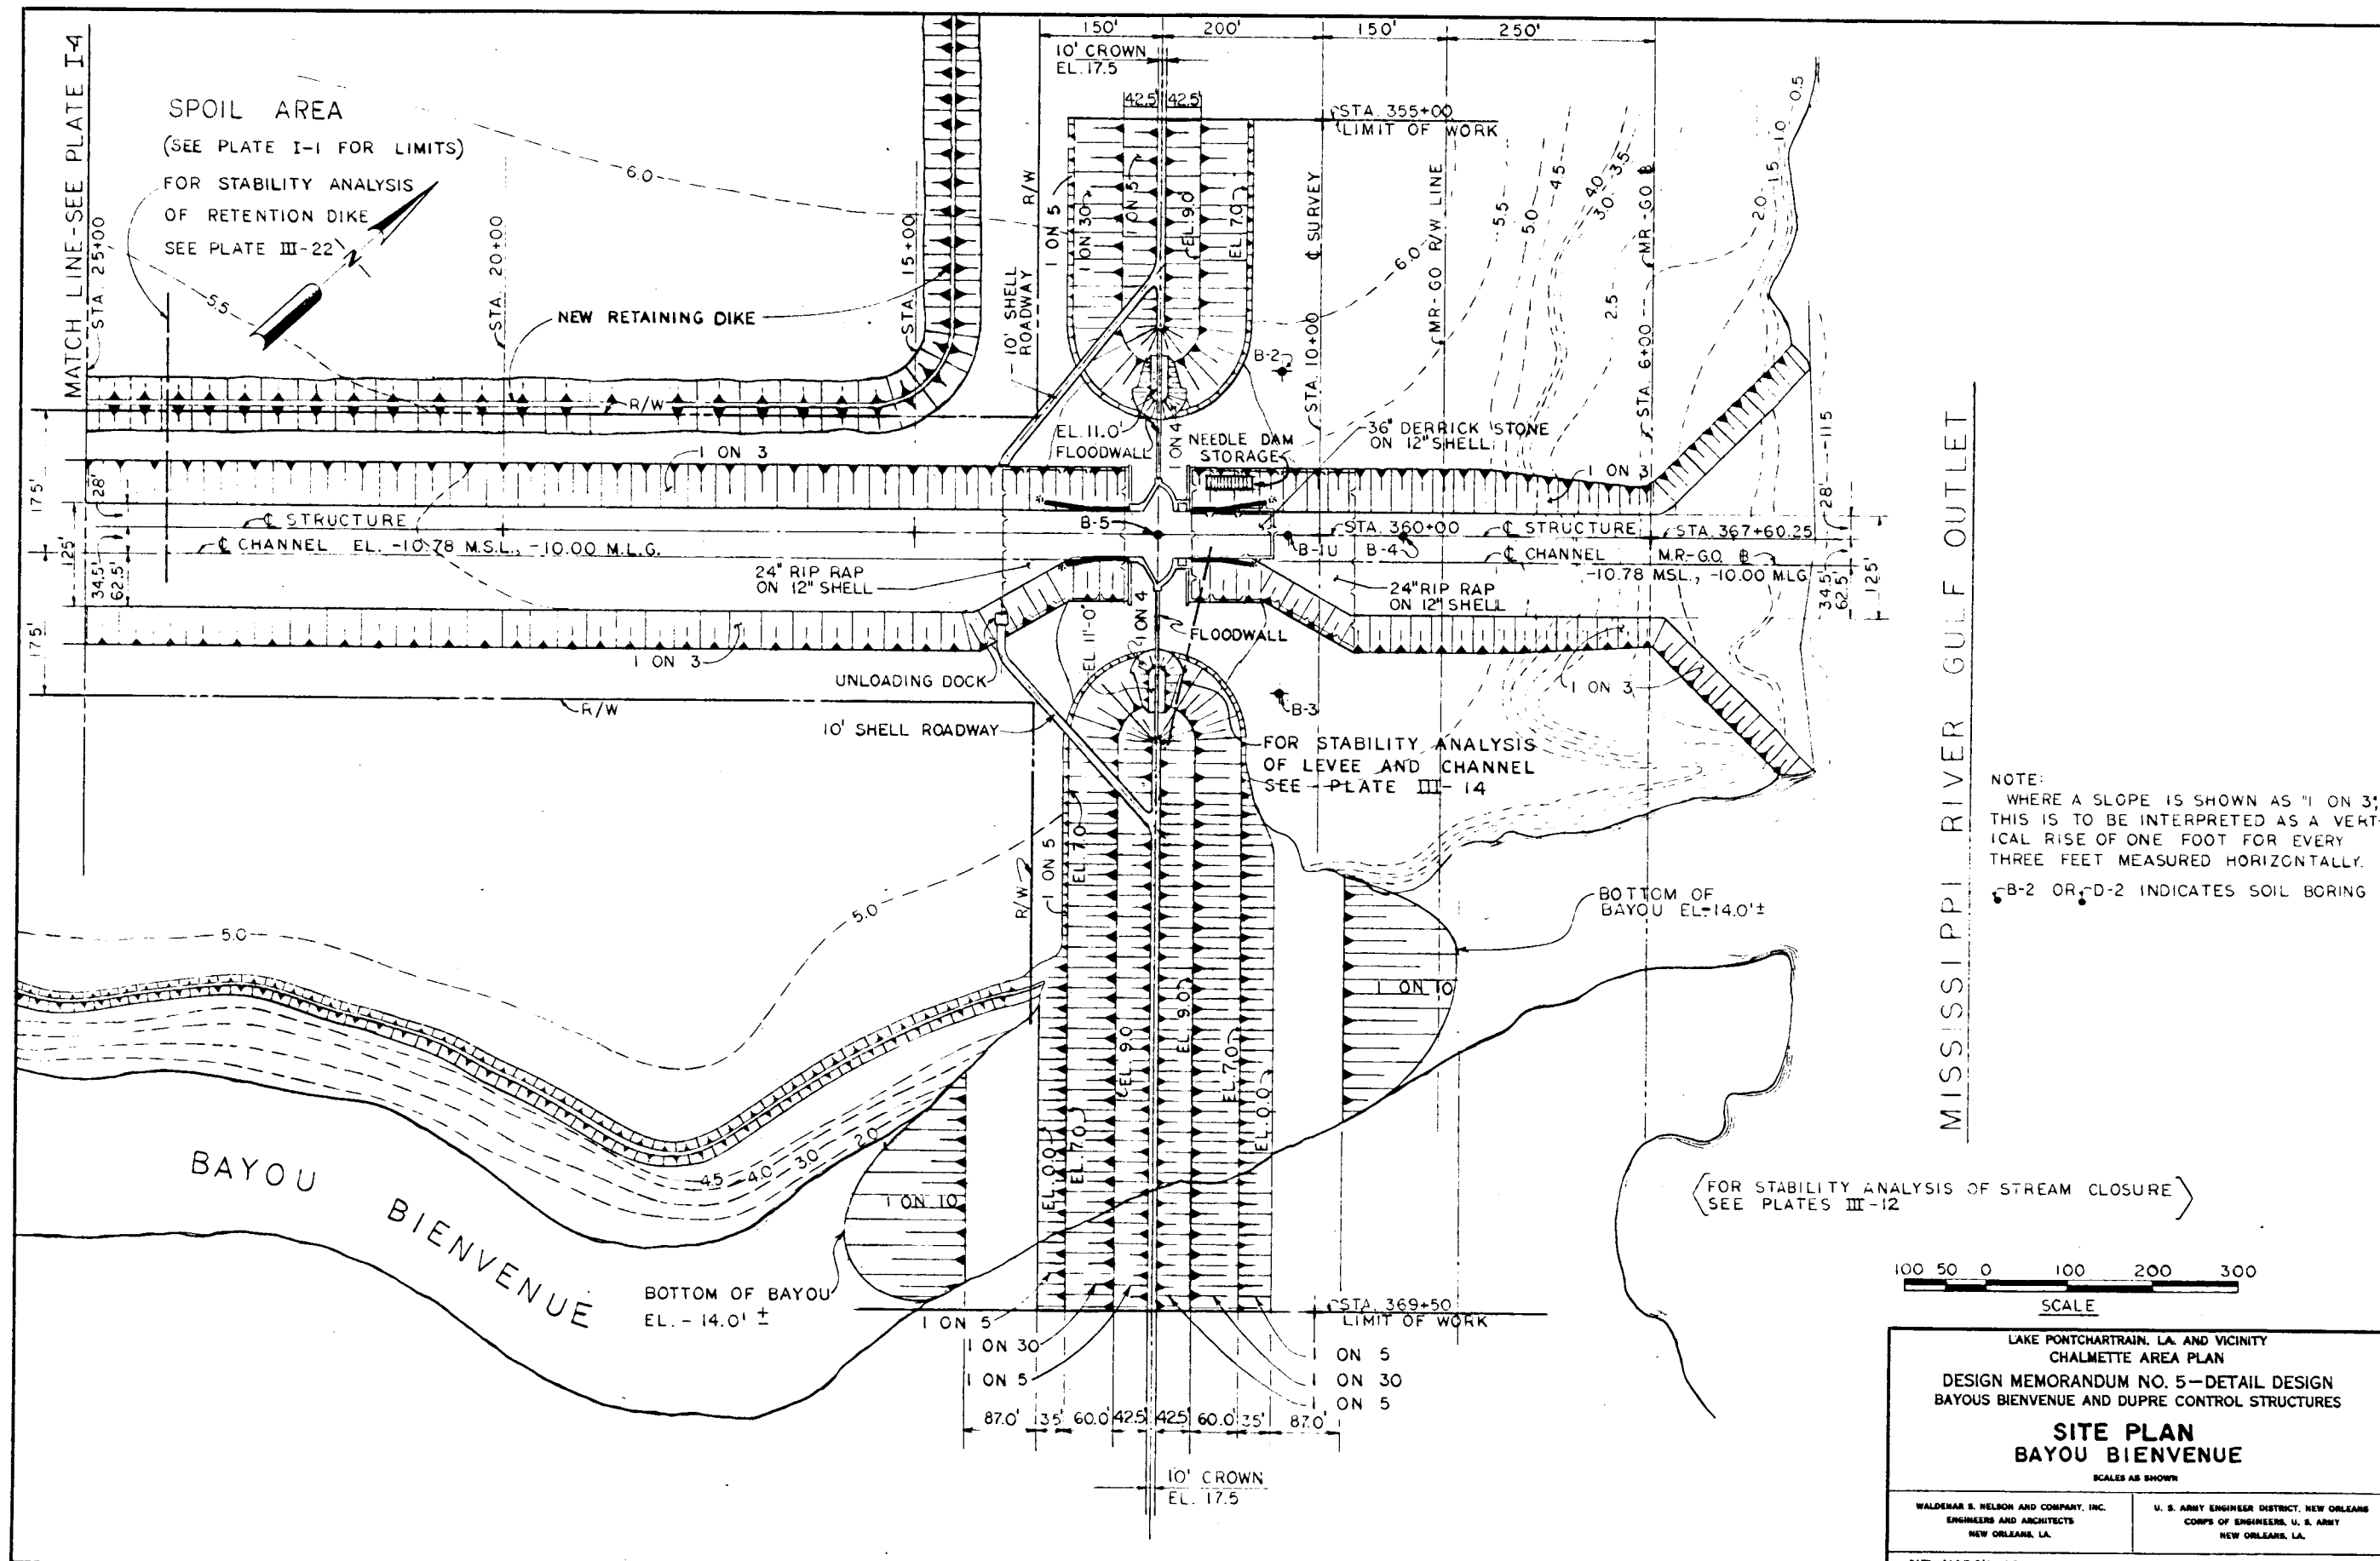 MATCH LINE-SEE PLATE I-4
SPOIL AREA
(SEE PLATE I-1 FOR LIMITS)
FOR STABILITY ANALYSIS
OF RETENTION DIKE
SEE PLATE III-22
N
STA. 25+00
STA. 20+00
STA. 15+00
5.5
6.0
NEW RETAINING DIKE
150'
200'
150'
250'
10' CROWN
EL. 17.5
42.5'
42.5'
STA. 355+00
LIMIT OF WORK
R/W
1 ON 5
1 ON 30
1 ON 5
EL. 9.0
EL. 7.0
10' SHELL
ROADWAY
℄ SURVEY
STA. 10+00
MR-GO R/W LINE
MR-GO ℄
STA. 6+00
6.0
5.5
5.0
4.5
4.0
3.5
3.0
2.5
2.0
1.5
1.0
0.5
B-2
EL. 11.0'
FLOODWALL
1 ON 4
NEEDLE DAM
STORAGE
36" DERRICK STONE
ON 12" SHELL
1 ON 3
1 ON 3
R/W
175'
125'
175'
28'
34.5'
62.5'
℄ STRUCTURE
℄ CHANNEL EL. -10.78 M.S.L., -10.00 M.L.G.
B-5
B-1U
B-4
STA. 360+00
℄ STRUCTURE
STA. 367+60.25
℄ CHANNEL
M.R-G.O. ℄
-10.78 MSL., -10.00 MLG
28'
-11.5
34.5'
62.5'
125'
24" RIP RAP
ON 12" SHELL
24" RIP RAP
ON 12" SHELL
1 ON 3
1 ON 3
UNLOADING DOCK
R/W
10' SHELL ROADWAY
EL. 11'-0"
1 ON 4
FLOODWALL
B-3
FOR STABILITY ANALYSIS
OF LEVEE AND CHANNEL
SEE PLATE III-14
MISSISSIPPI RIVER GULF OUTLET
NOTE:
WHERE A SLOPE IS SHOWN AS "1 ON 3",
THIS IS TO BE INTERPRETED AS A VERT-
ICAL RISE OF ONE FOOT FOR EVERY
THREE FEET MEASURED HORIZONTALLY.
B-2 OR D-2 INDICATES SOIL BORING
R/W
1 ON 5
EL. 7.0
5.0
5.0
BOTTOM OF
BAYOU EL-14.0'±
1 ON 10
EL. 9.0
EL. 9.0
EL. 7.0
EL. 0.0
EL. 0.0
EL. 7.0
4.5
4.0
3.0
2.0
BAYOU BIENVENUE
1 ON 10
BOTTOM OF BAYOU
EL. - 14.0' ±
STA. 369+50
LIMIT OF WORK
1 ON 5
1 ON 30
1 ON 5
1 ON 5
1 ON 30
1 ON 5
87.0'
35'
60.0'
42.5'
42.5'
60.0'
35'
87.0'
10' CROWN
EL. 17.5
FOR STABILITY ANALYSIS OF STREAM CLOSURE
SEE PLATES III-12
100 50 0 100 200 300
SCALE
LAKE PONTCHARTRAIN, LA. AND VICINITY
CHALMETTE AREA PLAN
DESIGN MEMORANDUM NO. 5—DETAIL DESIGN
BAYOUS BIENVENUE AND DUPRE CONTROL STRUCTURES
SITE PLAN
BAYOU BIENVENUE
SCALES AS SHOWN
WALDEMAR S. NELSON AND COMPANY, INC.
ENGINEERS AND ARCHITECTS
NEW ORLEANS, LA.
U. S. ARMY ENGINEER DISTRICT, NEW ORLEANS
CORPS OF ENGINEERS, U. S. ARMY
NEW ORLEANS, LA.